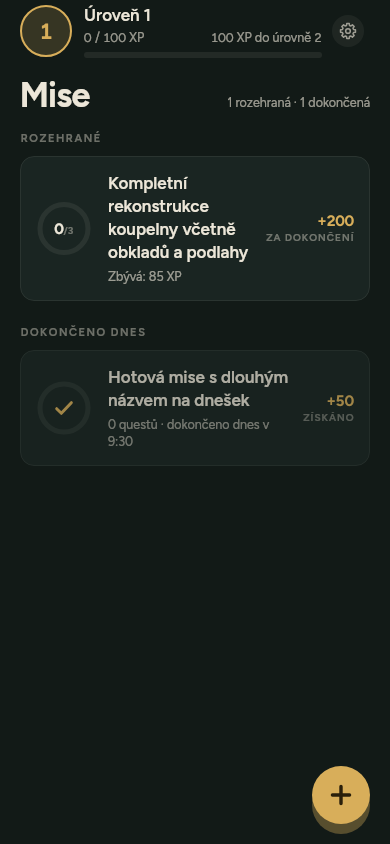 1
Úroveň 1
0 / 100 XP
100 XP do úrovně 2
Mise
1 rozehraná · 1 dokončená
ROZEHRANÉ
0/3
Kompletní
rekonstrukce
koupelny včetně
obkladů a podlahy
Zbývá: 85 XP
+200
ZA DOKONČENÍ
DOKONČENO DNES
Hotová mise s dlouhým
názvem na dnešek
0 questů · dokončeno dnes v
9:30
+50
ZÍSKÁNO